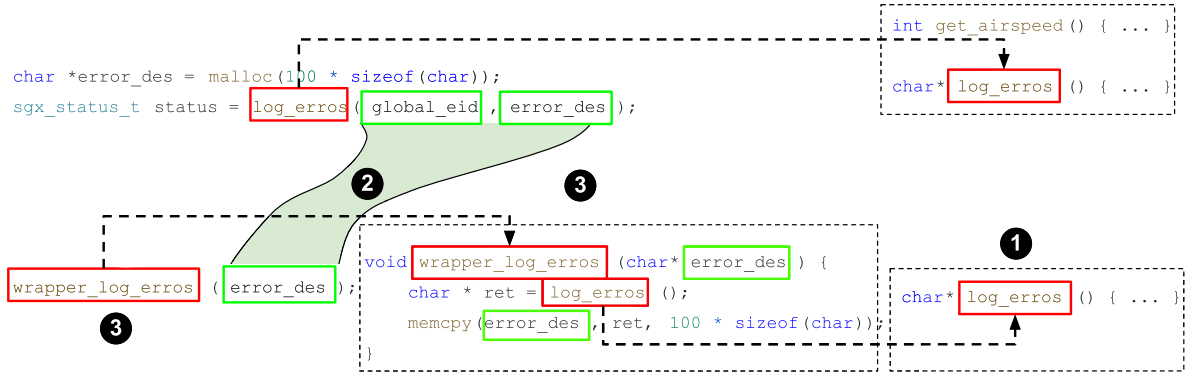 int get_airspeed() { ... }
char *error_des = malloc(100 * sizeof(char));
char* log_erros () { ... }
sgx_status_t status = log_erros( global_eid ,error_des );
2
3
1
void wrapper_log_erros (char* error_des ) {
wrapper_log_erros ( error_des );
char * ret = log_erros ();
char* log_erros () { ... }
memcpy(error_des , ret, 100 * sizeof(char));
3
}